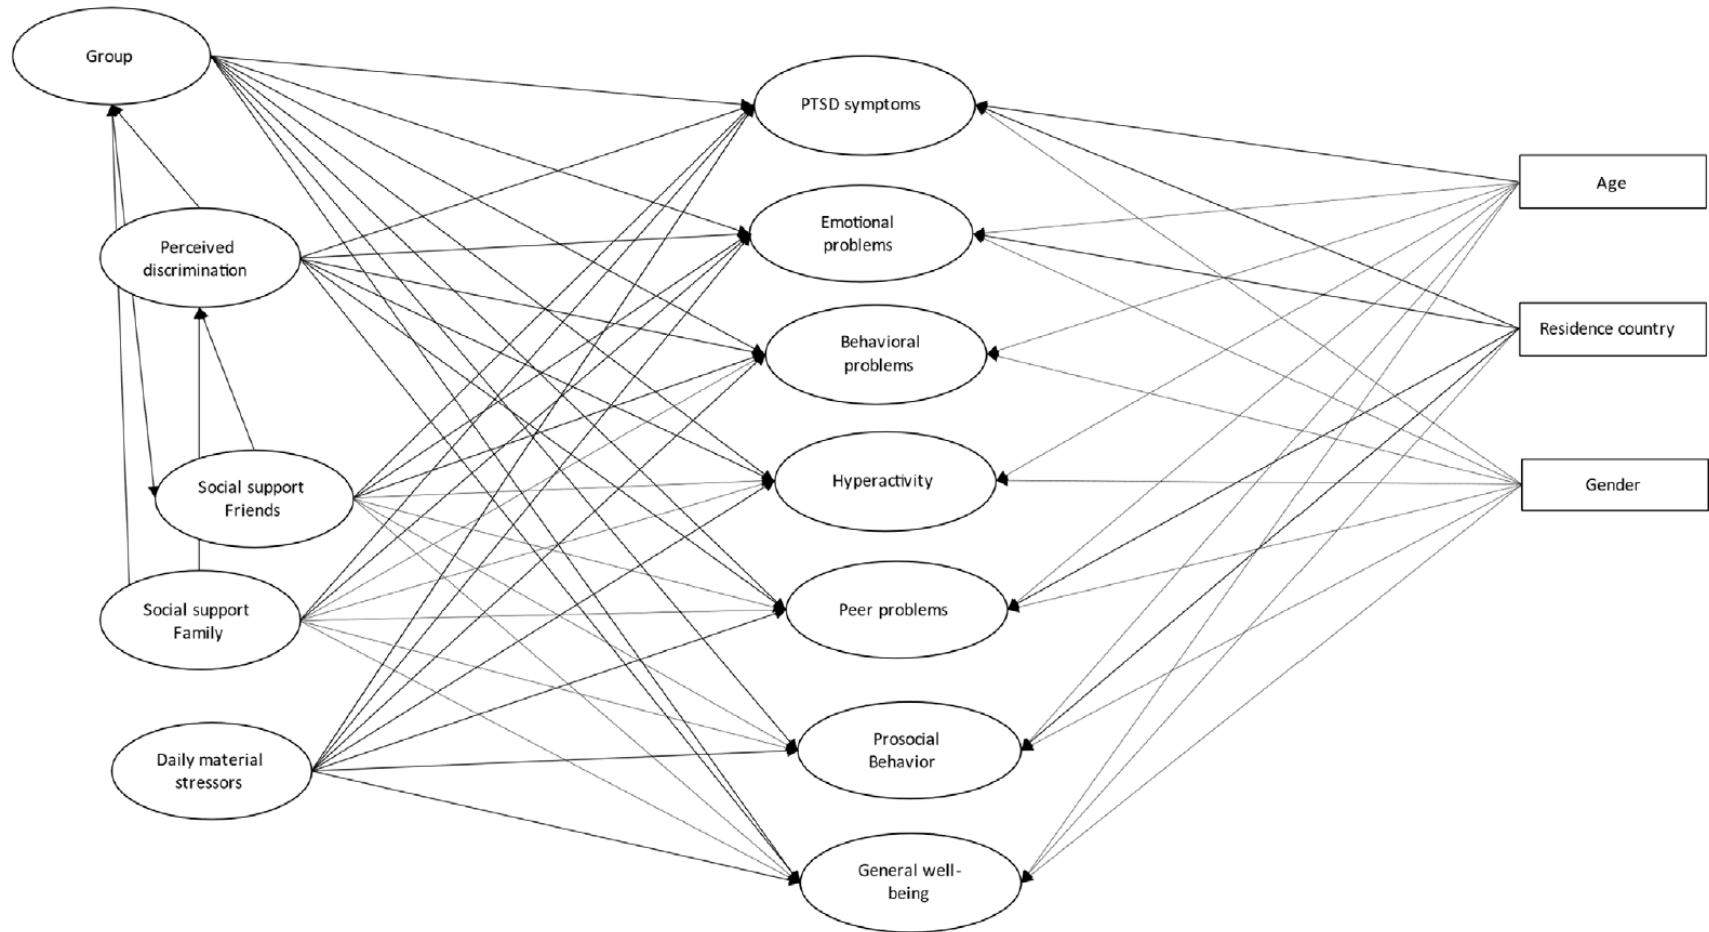 Group
Perceived
discrimination
Social support
Friends
Social support
Family
Daily material
stressors
PTSD symptoms
Emotional
problems
Behavioral
problems
Hyperactivity
Peer problems
Prosocial
Behavior
General well-
being
Age
Residence country
Gender